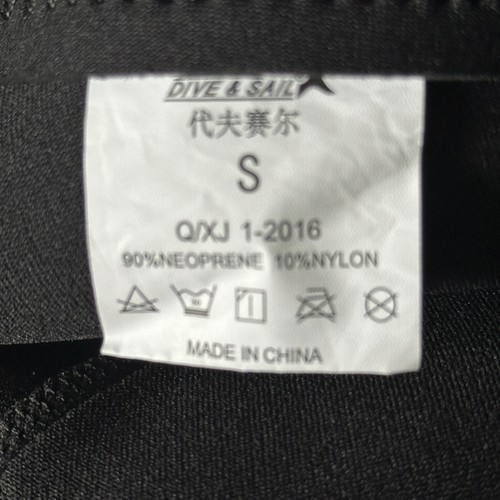 DIVE & SAIL
代夫赛尔
S
Q/XJ 1-2016
90%NEOPRENE 10%NYLON
MADE IN CHINA